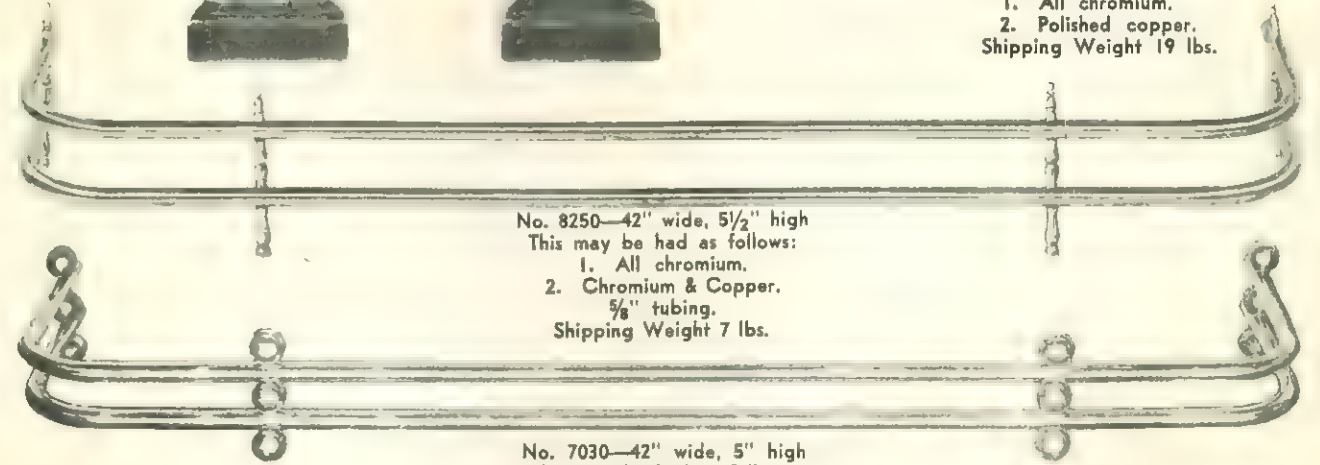 1. All chromium.
2. Polished copper.
Shipping Weight 19 lbs.
No. 8250—42" wide, 5½" high
This may be had as follows:
1. All chromium.
2. Chromium & Copper.
⅝" tubing.
Shipping Weight 7 lbs.
No. 7030—42" wide, 5" high